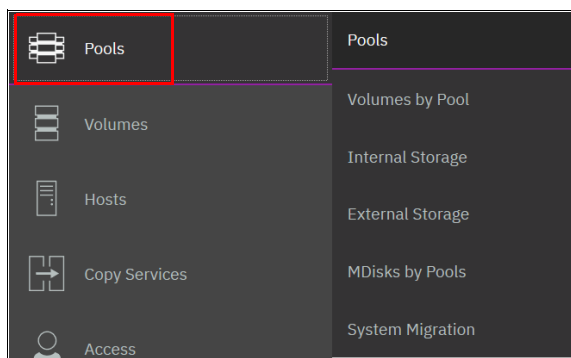 Pools
Volumes
Hosts
Copy Services
Access
Pools
Volumes by Pool
Internal Storage
External Storage
MDisks by Pools
System Migration